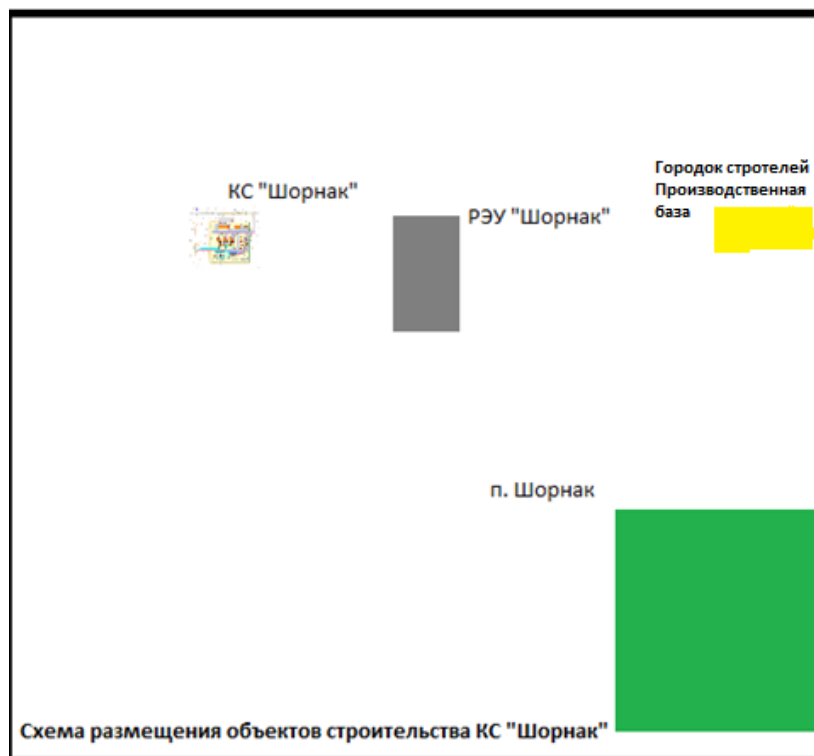 КС "Шорнак"
РЭУ "Шорнак"
Городок стротелей
Производственная
база
п. Шорнак
Схема размещения объектов строительства КС "Шорнак"